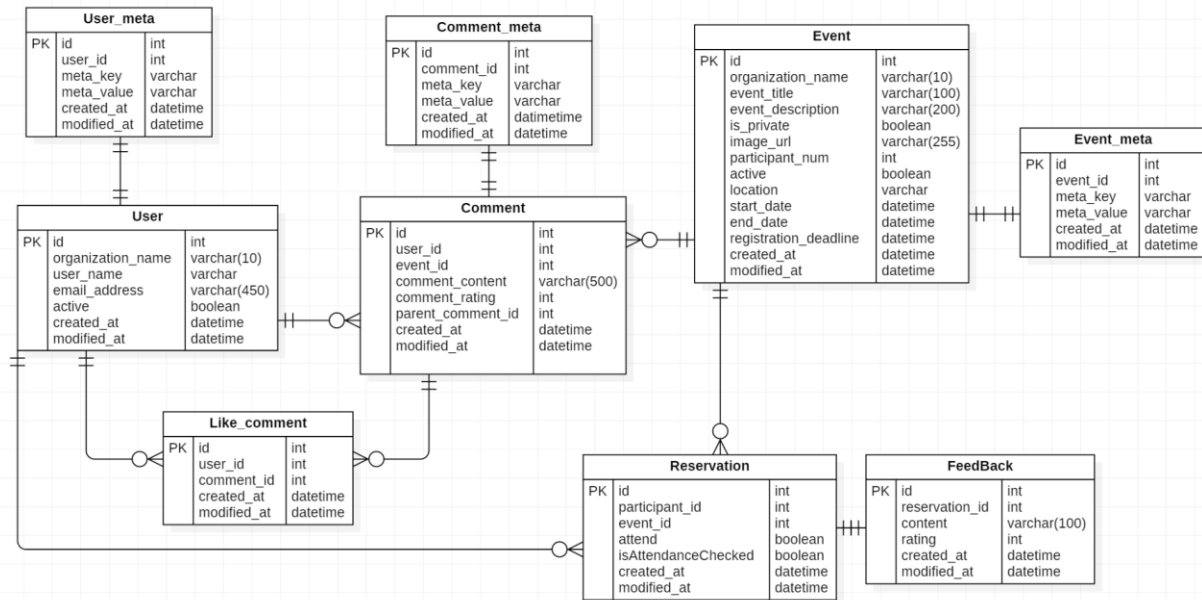 User_meta
PK id int
user_id int
meta_key varchar
meta_value varchar
created_at datetime
modified_at datetime
Comment_meta
PK id int
comment_id int
meta_key varchar
meta_value varchar
created_at datimetime
modified_at datetime
Event
PK id int
organization_name varchar(10)
event_title varchar(100)
event_description varchar(200)
is_private boolean
image_url varchar(255)
participant_num int
active boolean
location varchar
start_date datetime
end_date datetime
registration_deadline datetime
created_at datetime
modified_at datetime
Event_meta
PK id int
event_id int
meta_key varchar
meta_value varchar
created_at datetime
modified_at datetime
User
PK id int
organization_name varchar(10)
user_name varchar
email_address varchar(450)
active boolean
created_at datetime
modified_at datetime
Comment
PK id int
user_id int
event_id int
comment_content varchar(500)
comment_rating int
parent_comment_id int
created_at datetime
modified_at datetime
Like_comment
PK id int
user_id int
comment_id int
created_at datetime
modified_at datetime
Reservation
PK id int
participant_id int
event_id int
attend boolean
isAttendanceChecked boolean
created_at datetime
modified_at datetime
FeedBack
PK id int
reservation_id int
content varchar(100)
rating int
created_at datetime
modified_at datetime